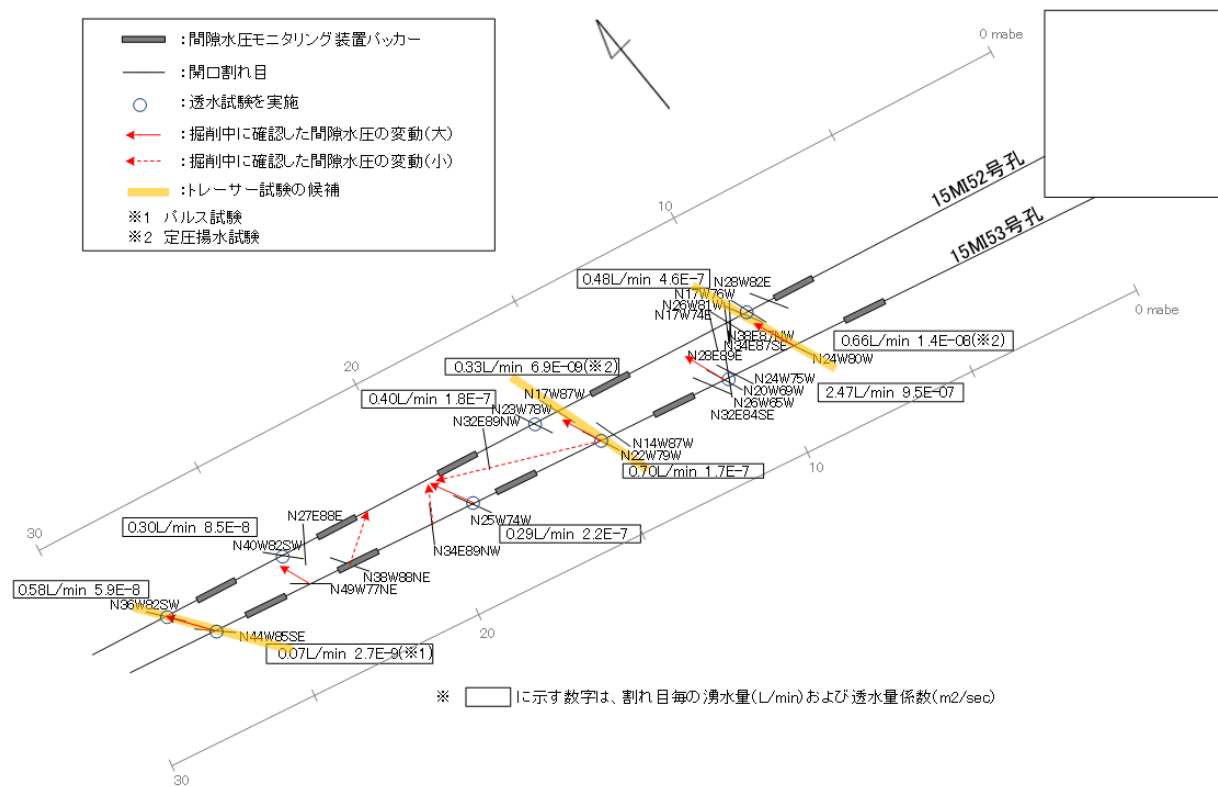 :間隙水圧モニタリング装置パッカー
:開口割れ目
:透水試験を実施
:掘削中に確認した間隙水圧の変動(大)
:掘削中に確認した間隙水圧の変動(小)
:トレーサー試験の候補
※1 パルス試験
※2 定圧揚水試験
0 mabe
10
20
30
15MI52号孔
15MI53号孔
0 mabe
10
20
30
0.48L/min 4.6E-7
N28W82E
N17W76W
N26W81W
N17W74E
N38E87NW
N34E87SE
N24W80W
0.66L/min 1.4E-08(※2)
N28E89E
N24W75W
N20W69W
N26W65W
N32E84SE
2.47L/min 9.5E-07
0.33L/min 6.9E-09(※2)
N17W87W
0.40L/min 1.8E-7
N23W78W
N32E89NW
N14W87W
N22W79W
0.70L/min 1.7E-7
N25W74W
0.29L/min 2.2E-7
N34E89NW
N27E88E
0.30L/min 8.5E-8
N40W82SW
N38W88NE
N49W77NE
0.58L/min 5.9E-8
N36W82SW
N44W85SE
0.07L/min 2.7E-9(※1)
※ に示す数字は、割れ目毎の湧水量(L/min)および透水量係数(m2/sec)